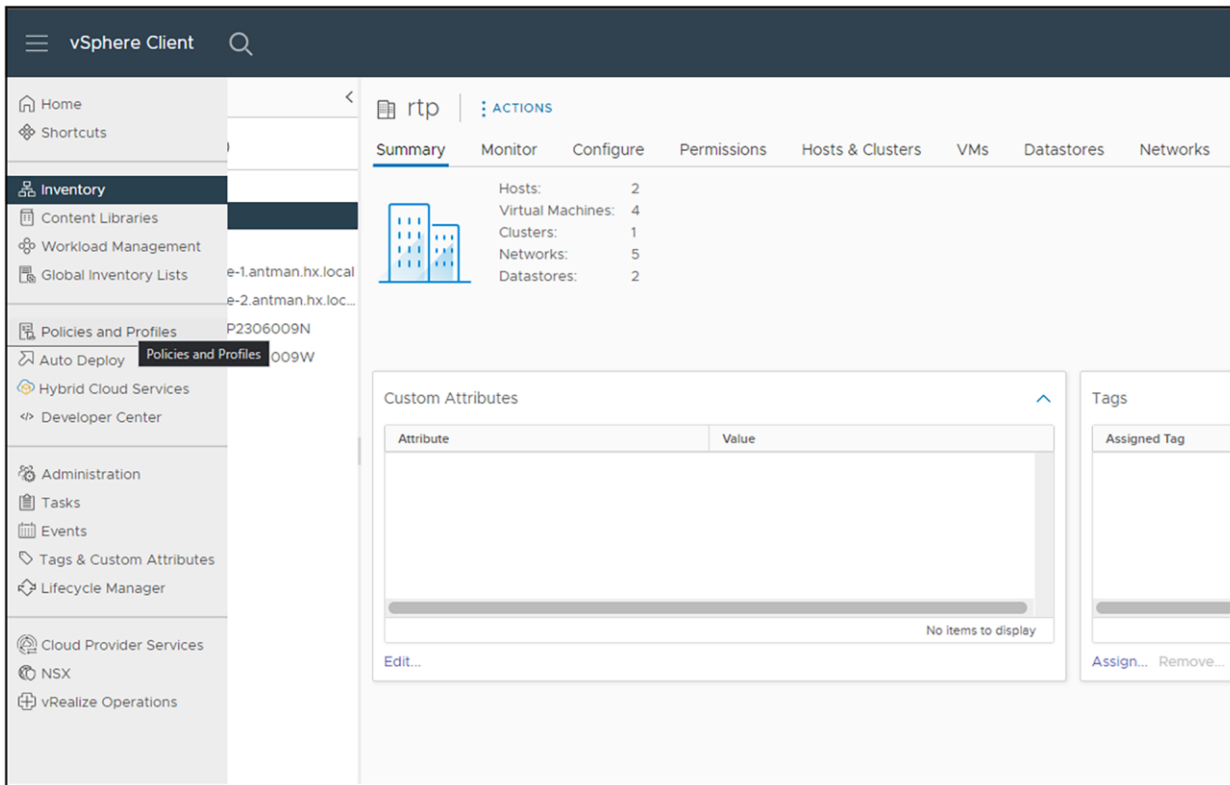 vSphere Client
Home
Shortcuts
Inventory
Content Libraries
Workload Management
Global Inventory Lists
Policies and Profiles
Policies and Profiles
Auto Deploy
Hybrid Cloud Services
Developer Center
Administration
Tasks
Events
Tags & Custom Attributes
Lifecycle Manager
Cloud Provider Services
NSX
vRealize Operations
e-1.antman.hx.local
e-2.antman.hx.loc...
P2306009N
009W
rtp
ACTIONS
Summary Monitor Configure Permissions Hosts & Clusters VMs Datastores Networks
Hosts: 2
Virtual Machines: 4
Clusters: 1
Networks: 5
Datastores: 2
Custom Attributes
Attribute Value
No items to display
Edit...
Tags
Assigned Tag
Assign... Remove...